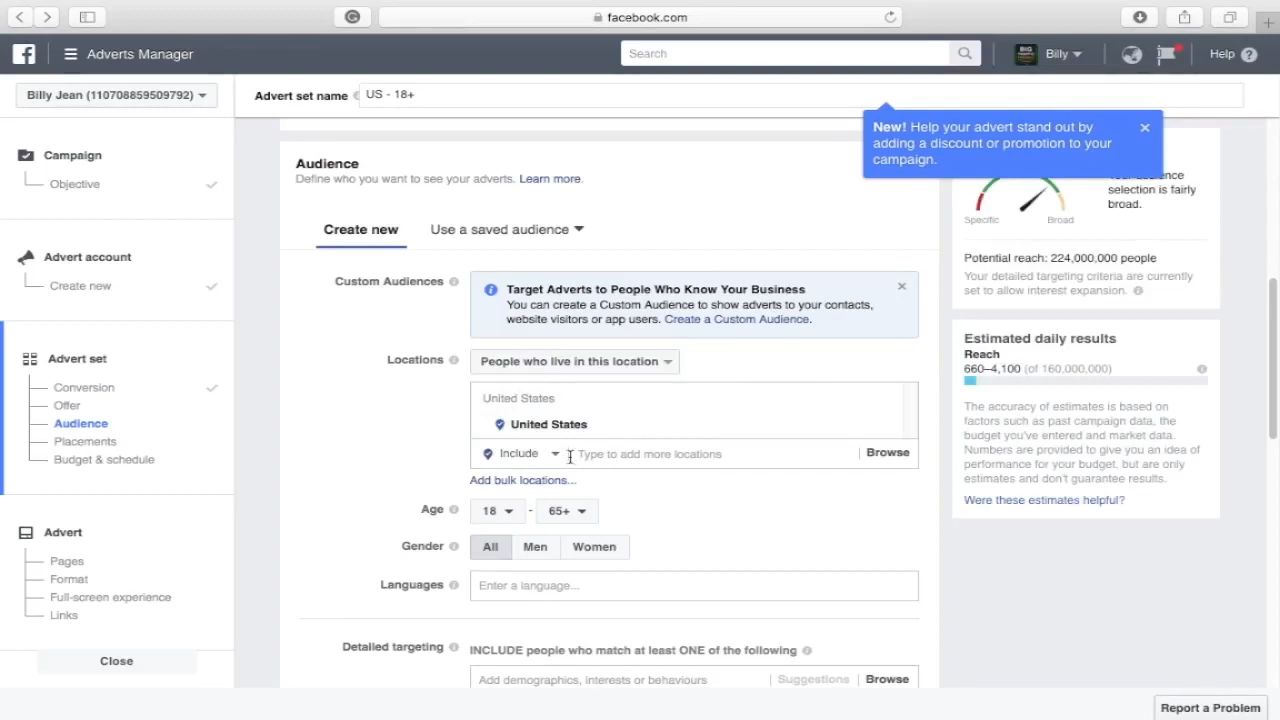 facebook.com
Adverts Manager
Search
Billy
Help
Billy Jean (110708859509792)
Advert set name
US - 18+
Campaign
Objective
Advert account
Create new
Advert set
Conversion
Offer
Audience
Placements
Budget & schedule
Advert
Pages
Format
Full-screen experience
Links
Close
Audience
Define who you want to see your adverts. Learn more.
Create new
Use a saved audience
Custom Audiences
Target Adverts to People Who Know Your Business
You can create a Custom Audience to show adverts to your contacts,
website visitors or app users. Create a Custom Audience.
Locations
People who live in this location
United States
United States
Include
Type to add more locations
Browse
Add bulk locations...
Age
18 - 65+
Gender
All Men Women
Languages
Enter a language...
Detailed targeting
INCLUDE people who match at least ONE of the following
Add demographics, interests or behaviours
Suggestions
Browse
New! Help your advert stand out by
adding a discount or promotion to your
campaign.
selection is fairly
broad.
Specific
Broad
Potential reach: 224,000,000 people
Your detailed targeting criteria are currently
set to allow interest expansion.
Estimated daily results
Reach
660–4,100 (of 160,000,000)
The accuracy of estimates is based on
factors such as past campaign data, the
budget you've entered and market data.
Numbers are provided to give you an idea of
performance for your budget, but are only
estimates and don't guarantee results.
Were these estimates helpful?
Report a Problem